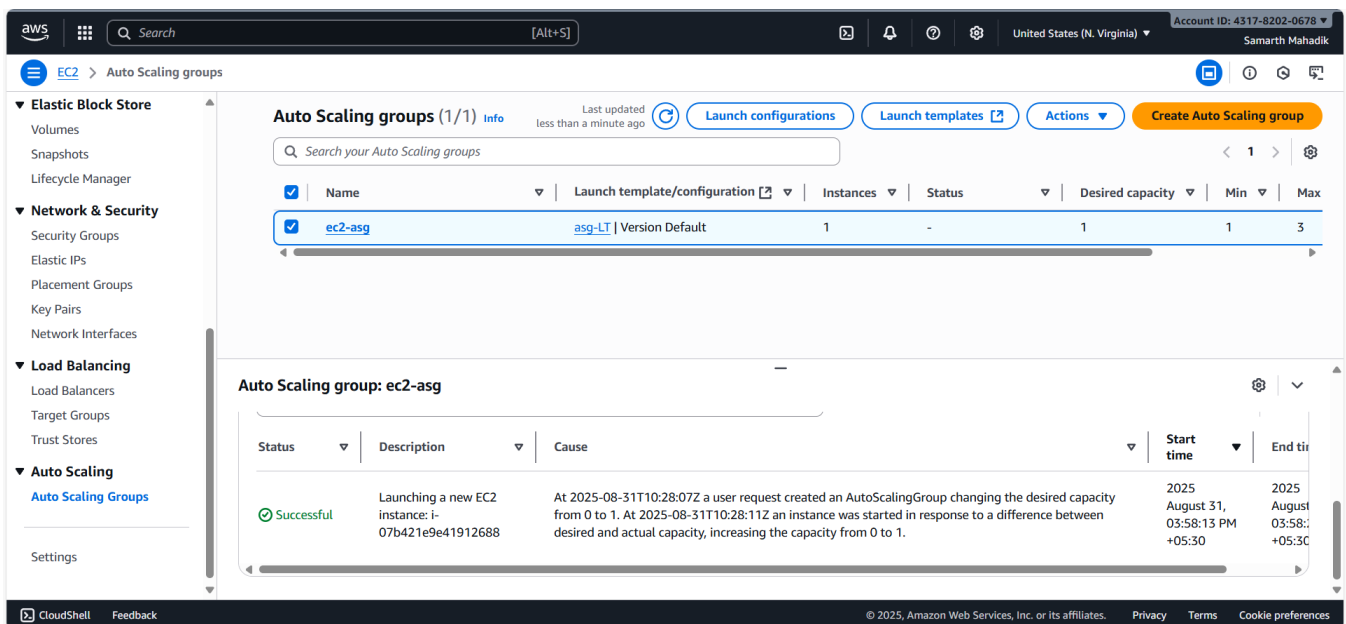 aws
Search [Alt+S]
United States (N. Virginia)
Account ID: 4317-8202-0678
Samarth Mahadik
EC2 > Auto Scaling groups
Elastic Block Store
Volumes
Snapshots
Lifecycle Manager
Network & Security
Security Groups
Elastic IPs
Placement Groups
Key Pairs
Network Interfaces
Load Balancing
Load Balancers
Target Groups
Trust Stores
Auto Scaling
Auto Scaling Groups
Settings
Auto Scaling groups (1/1) Info
Last updated
less than a minute ago
Launch configurations
Launch templates
Actions
Create Auto Scaling group
Search your Auto Scaling groups
1
Name Launch template/configuration Instances Status Desired capacity Min Max
ec2-asg asg-LT | Version Default 1 - 1 1 3
Auto Scaling group: ec2-asg
Status Description Cause Start time End
Successful
Launching a new EC2
instance: i-
07b421e9e41912688
At 2025-08-31T10:28:07Z a user request created an AutoScalingGroup changing the desired capacity
from 0 to 1. At 2025-08-31T10:28:11Z an instance was started in response to a difference between
desired and actual capacity, increasing the capacity from 0 to 1.
2025
August 31,
03:58:13 PM
+05:30
2025
August
03:58:
+05:30
CloudShell Feedback
© 2025, Amazon Web Services, Inc. or its affiliates. Privacy Terms Cookie preferences